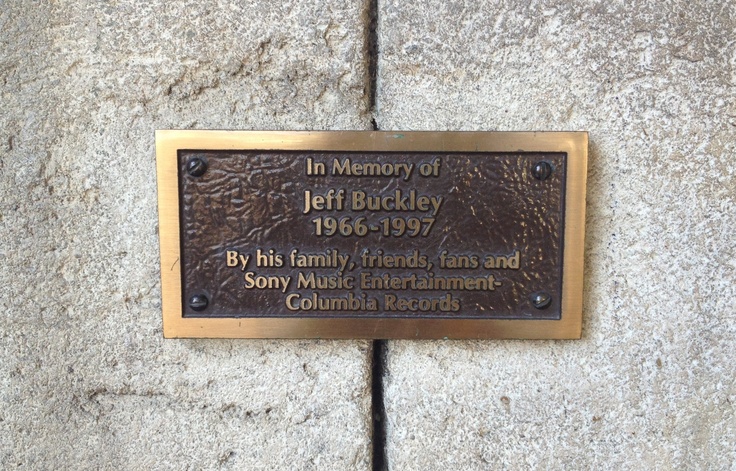 In Memory of
Jeff Buckley
1966-1997
By his family, friends, fans and
Sony Music Entertainment-
Columbia Records